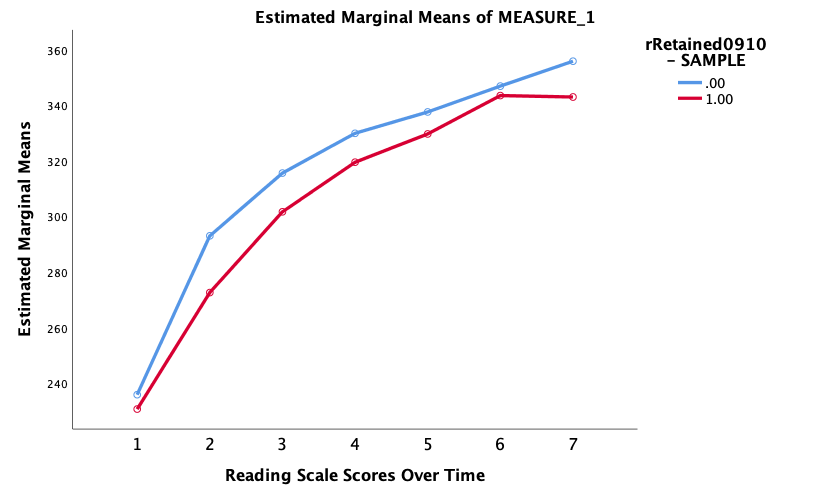 Estimated Marginal Means of MEASURE_1
rRetained0910
- SAMPLE
.00
1.00
Estimated Marginal Means
360
340
320
300
280
260
240
1 2 3 4 5 6 7
Reading Scale Scores Over Time